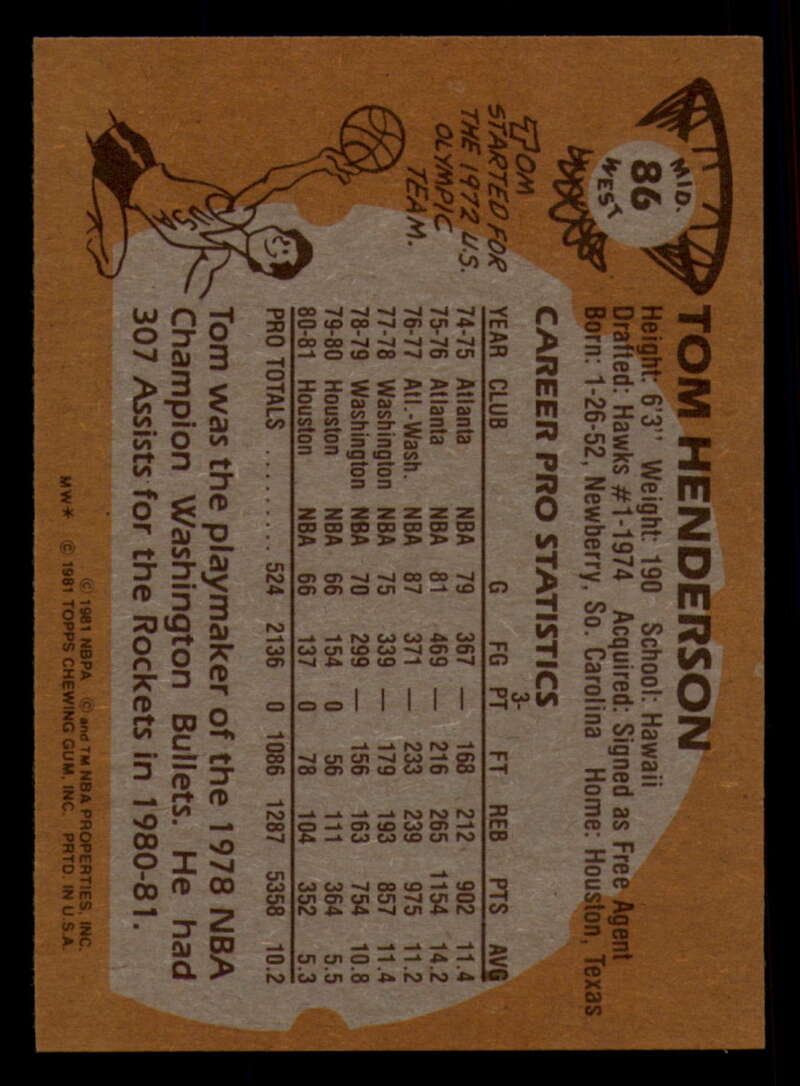 MID.
86
WEST
TOM HENDERSON
Height: 6'3" Weight: 190 School: Hawaii
Drafted: Hawks #1-1974 Acquired: Signed as Free Agent
Born: 1-26-52, Newberry, So. Carolina Home: Houston, Texas
TOM
STARTED FOR
THE 1972 U.S.
OLYMPIC
TEAM.
CAREER PRO STATISTICS
3-
YEAR CLUB G FG PT FT REB PTS AVG
74-75 Atlanta NBA 79 367 — 168 212 902 11.4
75-76 Atlanta NBA 81 469 — 216 265 1154 14.2
76-77 Atl.-Wash. NBA 87 371 — 233 239 975 11.2
77-78 Washington NBA 75 339 — 179 193 857 11.4
78-79 Washington NBA 70 299 — 156 163 754 10.8
79-80 Houston NBA 66 154 0 56 111 364 5.5
80-81 Houston NBA 66 137 0 78 104 352 5.3
PRO TOTALS ......... 524 2136 0 1086 1287 5358 10.2
Tom was the playmaker of the 1978 NBA
Champion Washington Bullets. He had
307 Assists for the Rockets in 1980-81.
© 1981 NBPA © and TM NBA PROPERTIES, INC.
MW* © 1981 TOPPS CHEWING GUM, INC. PRTD. IN U.S.A.